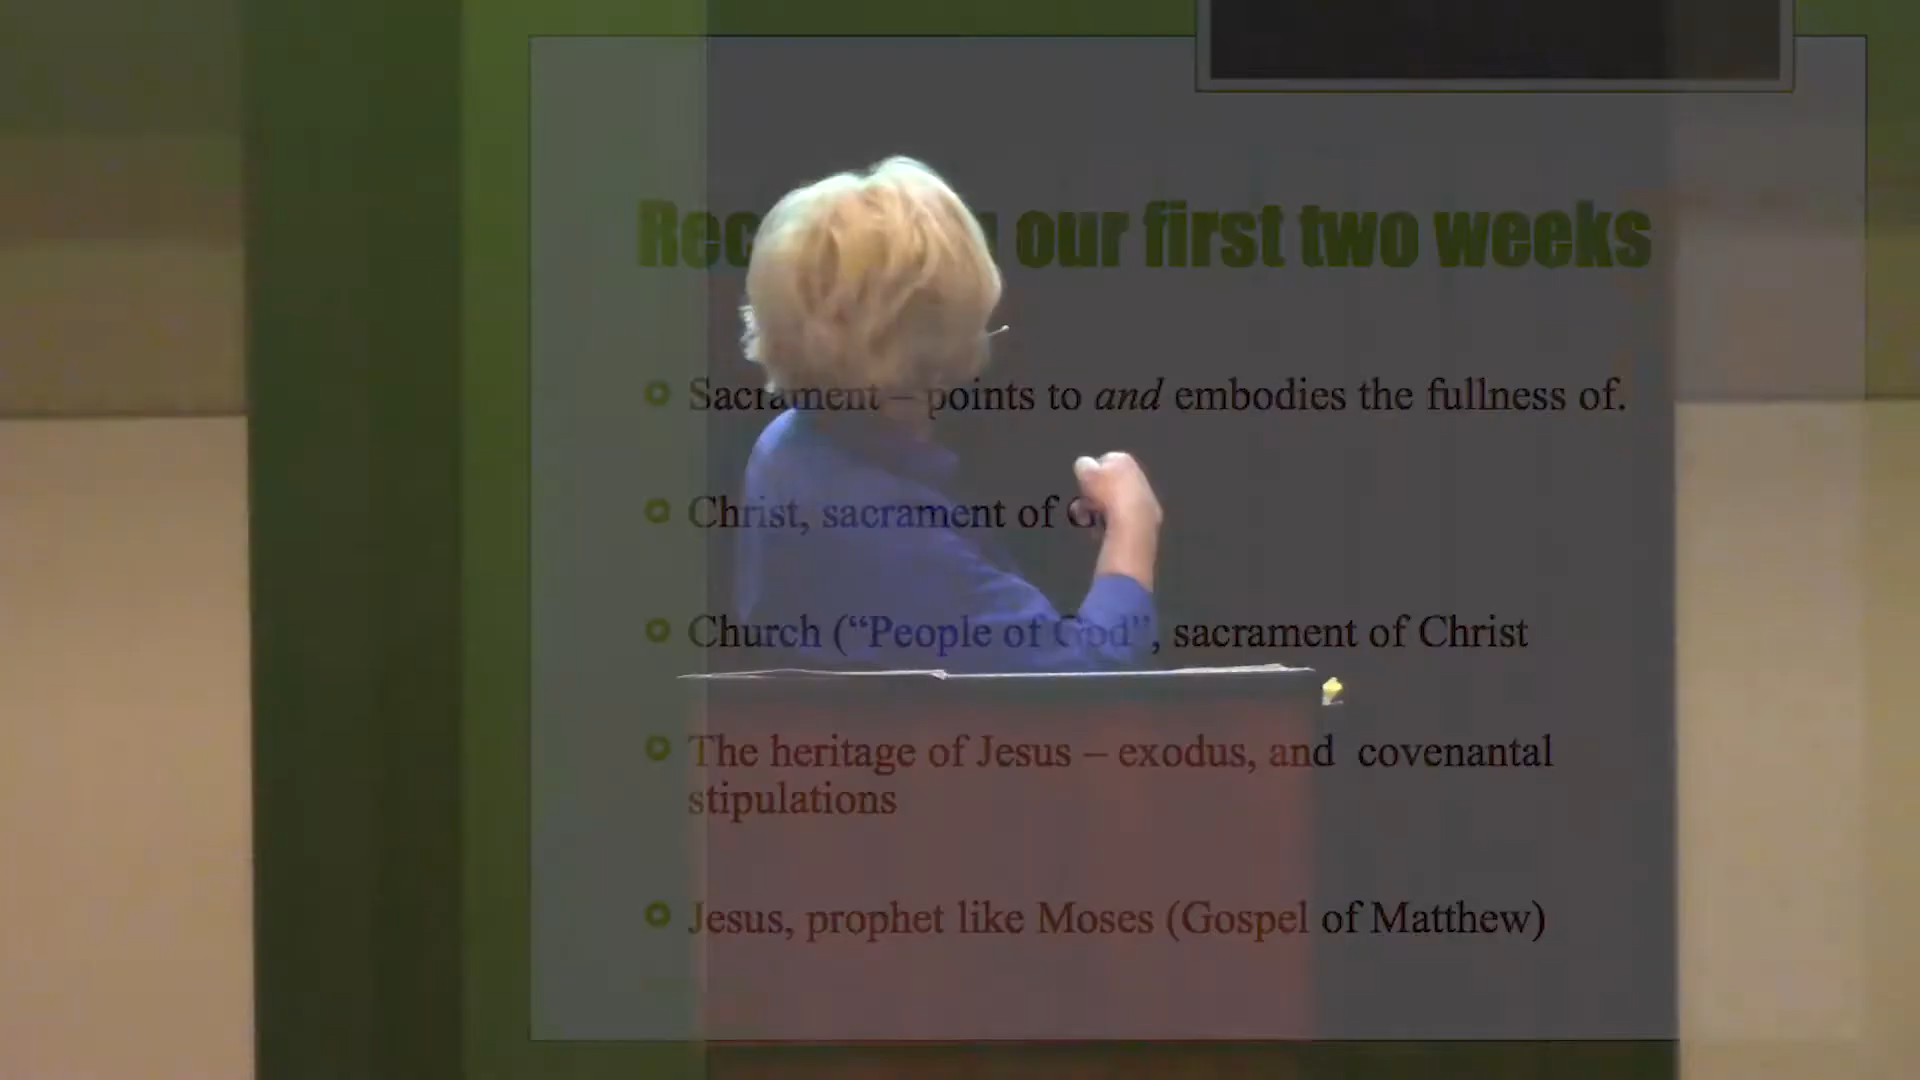 our first two weeks
Sacrament – points to and embodies the fullness of.
Christ, sacrament of
Church (“People of God”, sacrament of Christ
The heritage of Jesus – exodus, and covenantal
stipulations
Jesus, prophet like Moses (Gospel of Matthew)